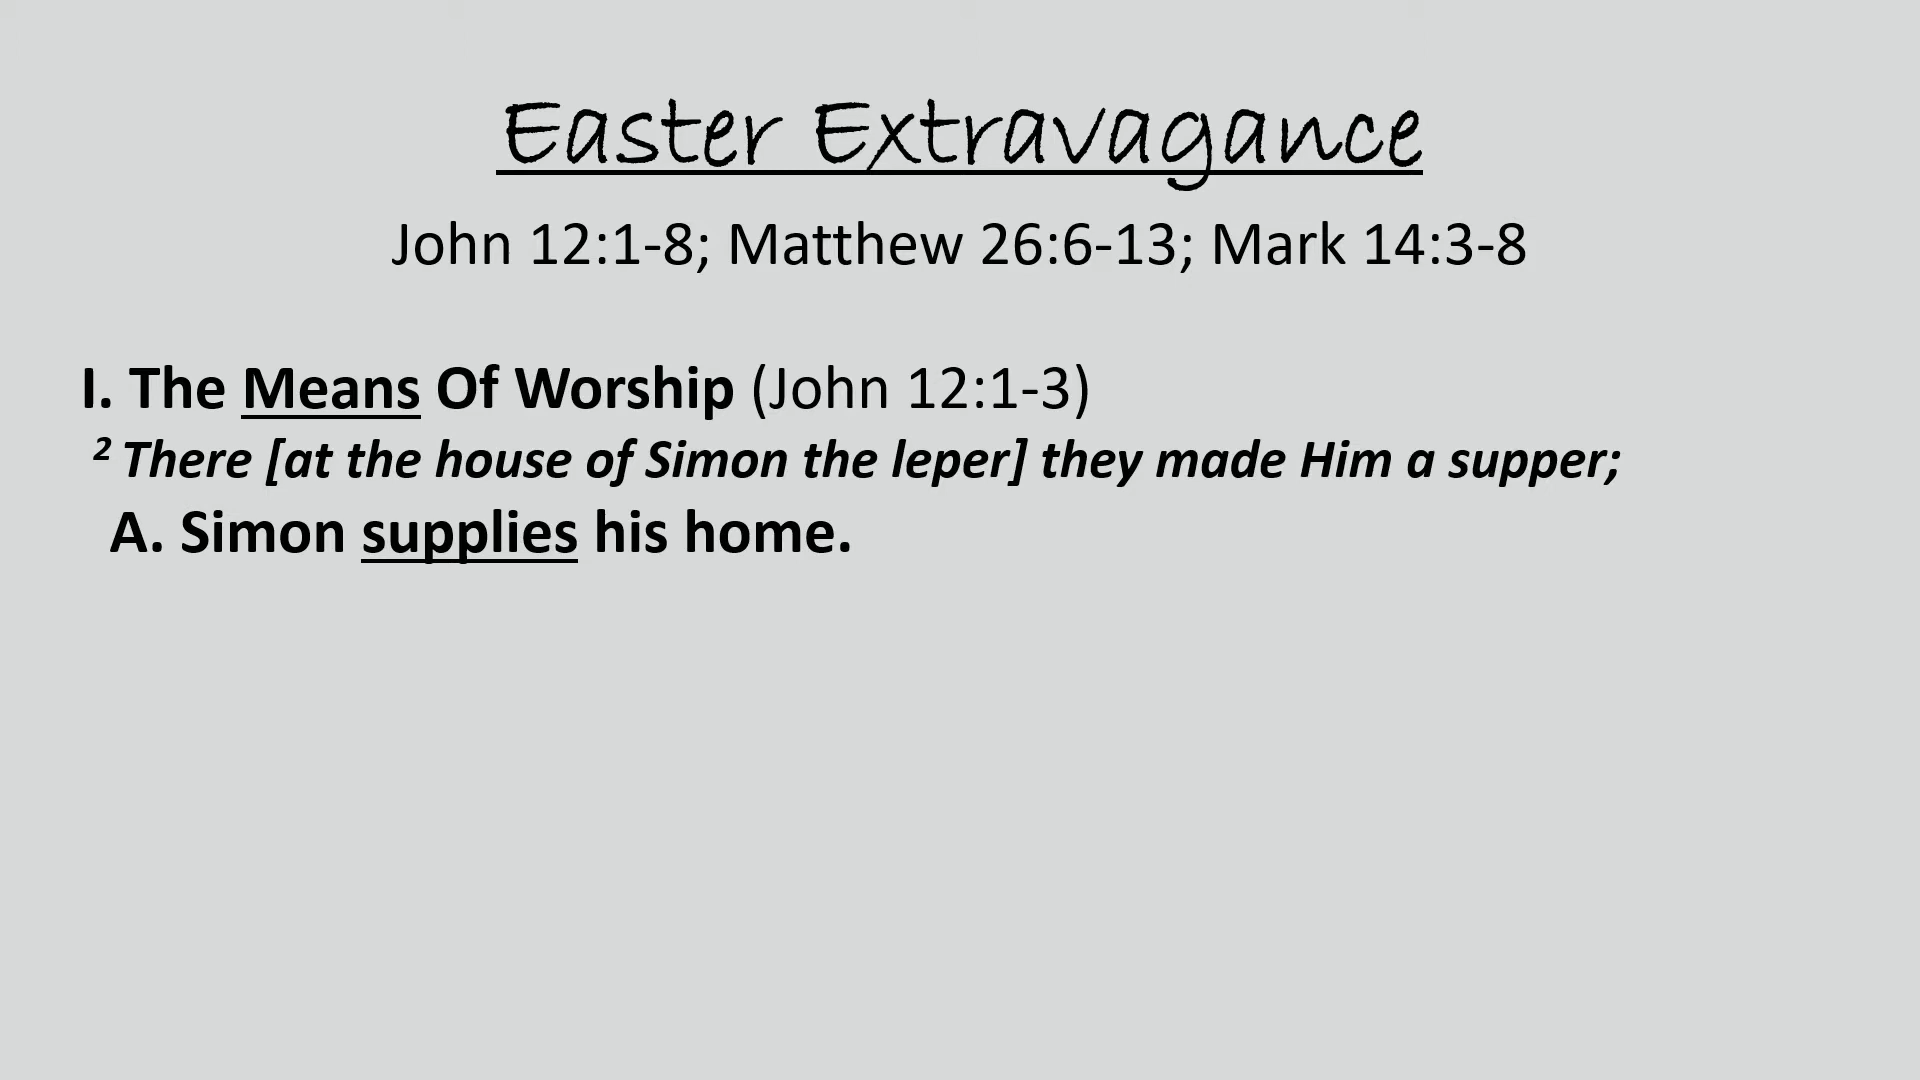 Easter Extravagance
John 12:1-8; Matthew 26:6-13; Mark 14:3-8
I. The Means Of Worship (John 12:1-3)
² There [at the house of Simon the leper] they made Him a supper;
A. Simon supplies his home.